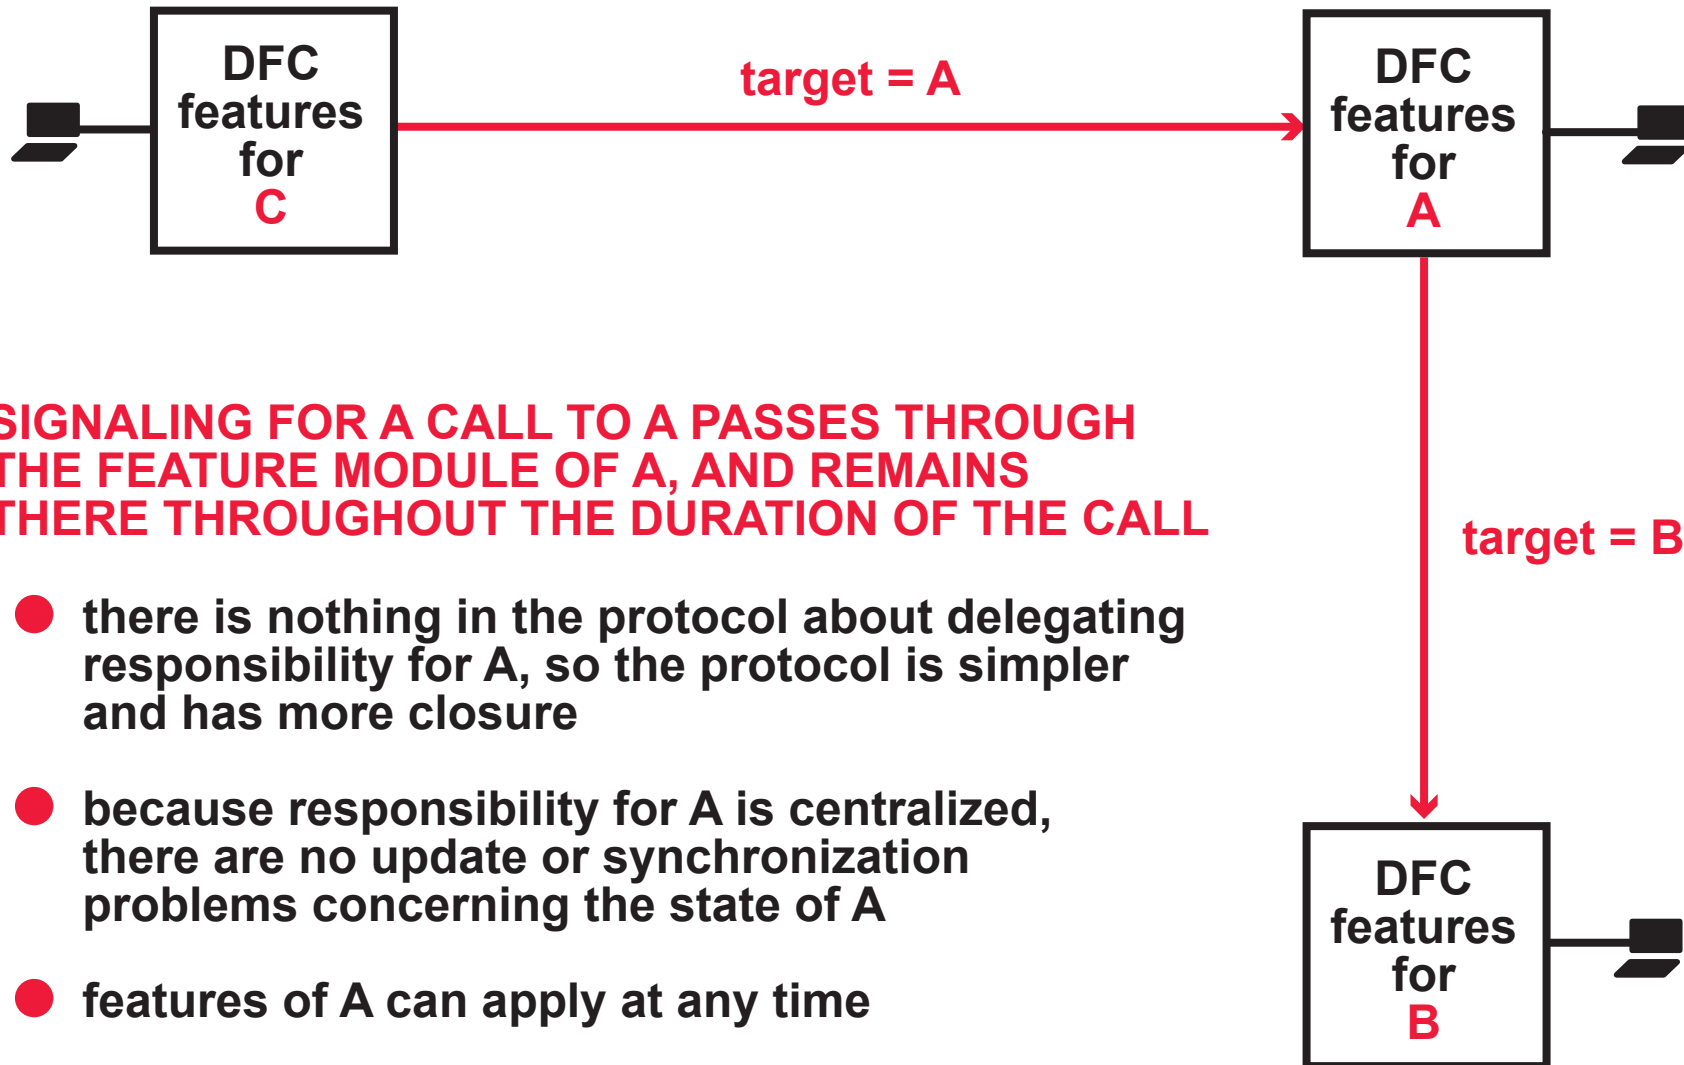 DFC
features
for
C
target = A
DFC
features
for
A
SIGNALING FOR A CALL TO A PASSES THROUGH
THE FEATURE MODULE OF A, AND REMAINS
THERE THROUGHOUT THE DURATION OF THE CALL
target = B
there is nothing in the protocol about delegating
responsibility for A, so the protocol is simpler
and has more closure
because responsibility for A is centralized,
there are no update or synchronization
problems concerning the state of A
features of A can apply at any time
DFC
features
for
B